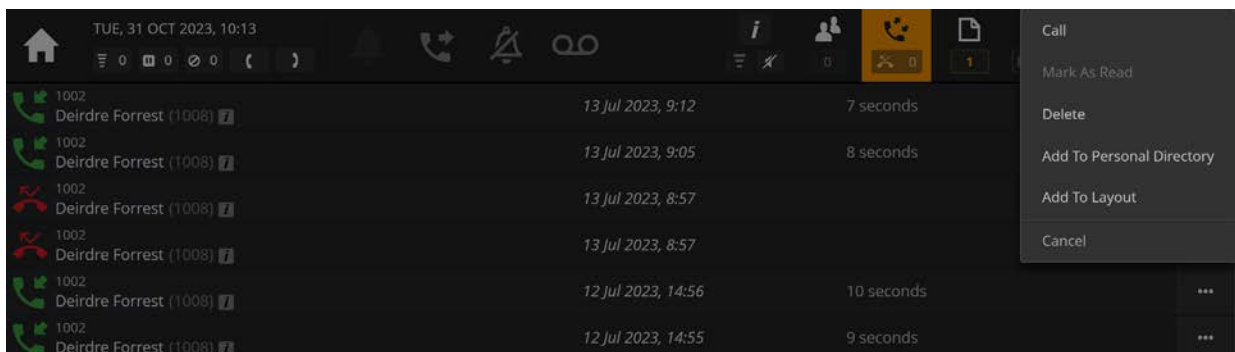 TUE, 31 OCT 2023, 10:13
0 0 0
i
0
0
1
Call
Mark As Read
Delete
Add To Personal Directory
Add To Layout
Cancel
1002
Deirdre Forrest (1008) i
13 Jul 2023, 9:12
7 seconds
1002
Deirdre Forrest (1008) i
13 Jul 2023, 9:05
8 seconds
1002
Deirdre Forrest (1008) i
13 Jul 2023, 8:57
1002
Deirdre Forrest (1008) i
13 Jul 2023, 8:57
1002
Deirdre Forrest (1008) i
12 Jul 2023, 14:56
10 seconds
•••
1002
Deirdre Forrest (1008) i
12 Jul 2023, 14:55
9 seconds
•••